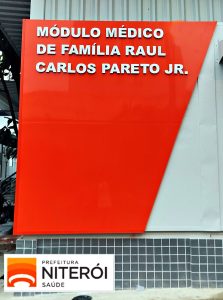 MÓDULO MÉDICO
DE FAMÍLIA RAUL
CARLOS PARETO JR.
PREFEITURA
NITERÓI
SAÚDE